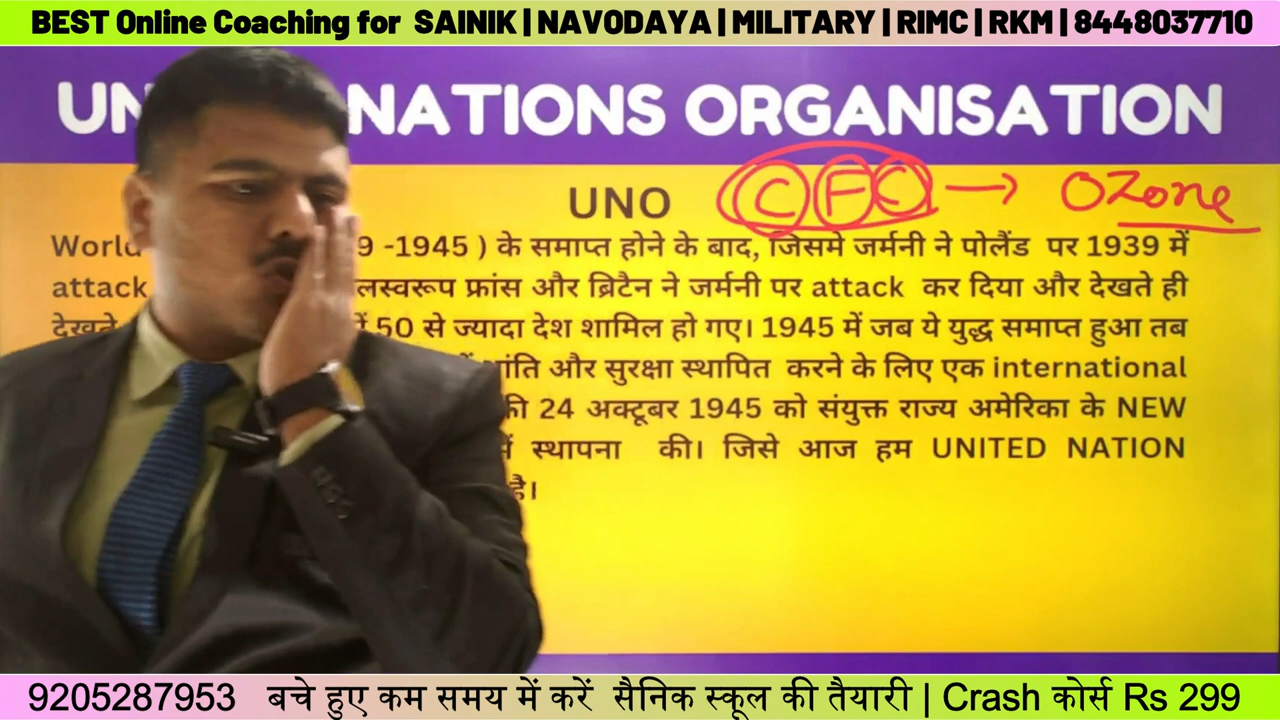 BEST Online Coaching for SAINIK | NAVODAYA | MILITARY | RIMC | RKM | 8448037710
UN NATIONS ORGANISATION
UNO CFC → Ozone
World 9 -1945 ) के समाप्त होने के बाद, जिसमे जर्मनी ने पोलैंड पर 1939 में
attack लस्वरूप फ्रांस और ब्रिटैन ने जर्मनी पर attack कर दिया और देखते ही
देखते में 50 से ज्यादा देश शामिल हो गए। 1945 में जब ये युद्ध समाप्त हुआ तब
शांति और सुरक्षा स्थापित करने के लिए एक international
की 24 अक्टूबर 1945 को संयुक्त राज्य अमेरिका के NEW
में स्थापना की। जिसे आज हम UNITED NATION
है।
9205287953 बचे हुए कम समय में करें सैनिक स्कूल की तैयारी | Crash कोर्स Rs 299